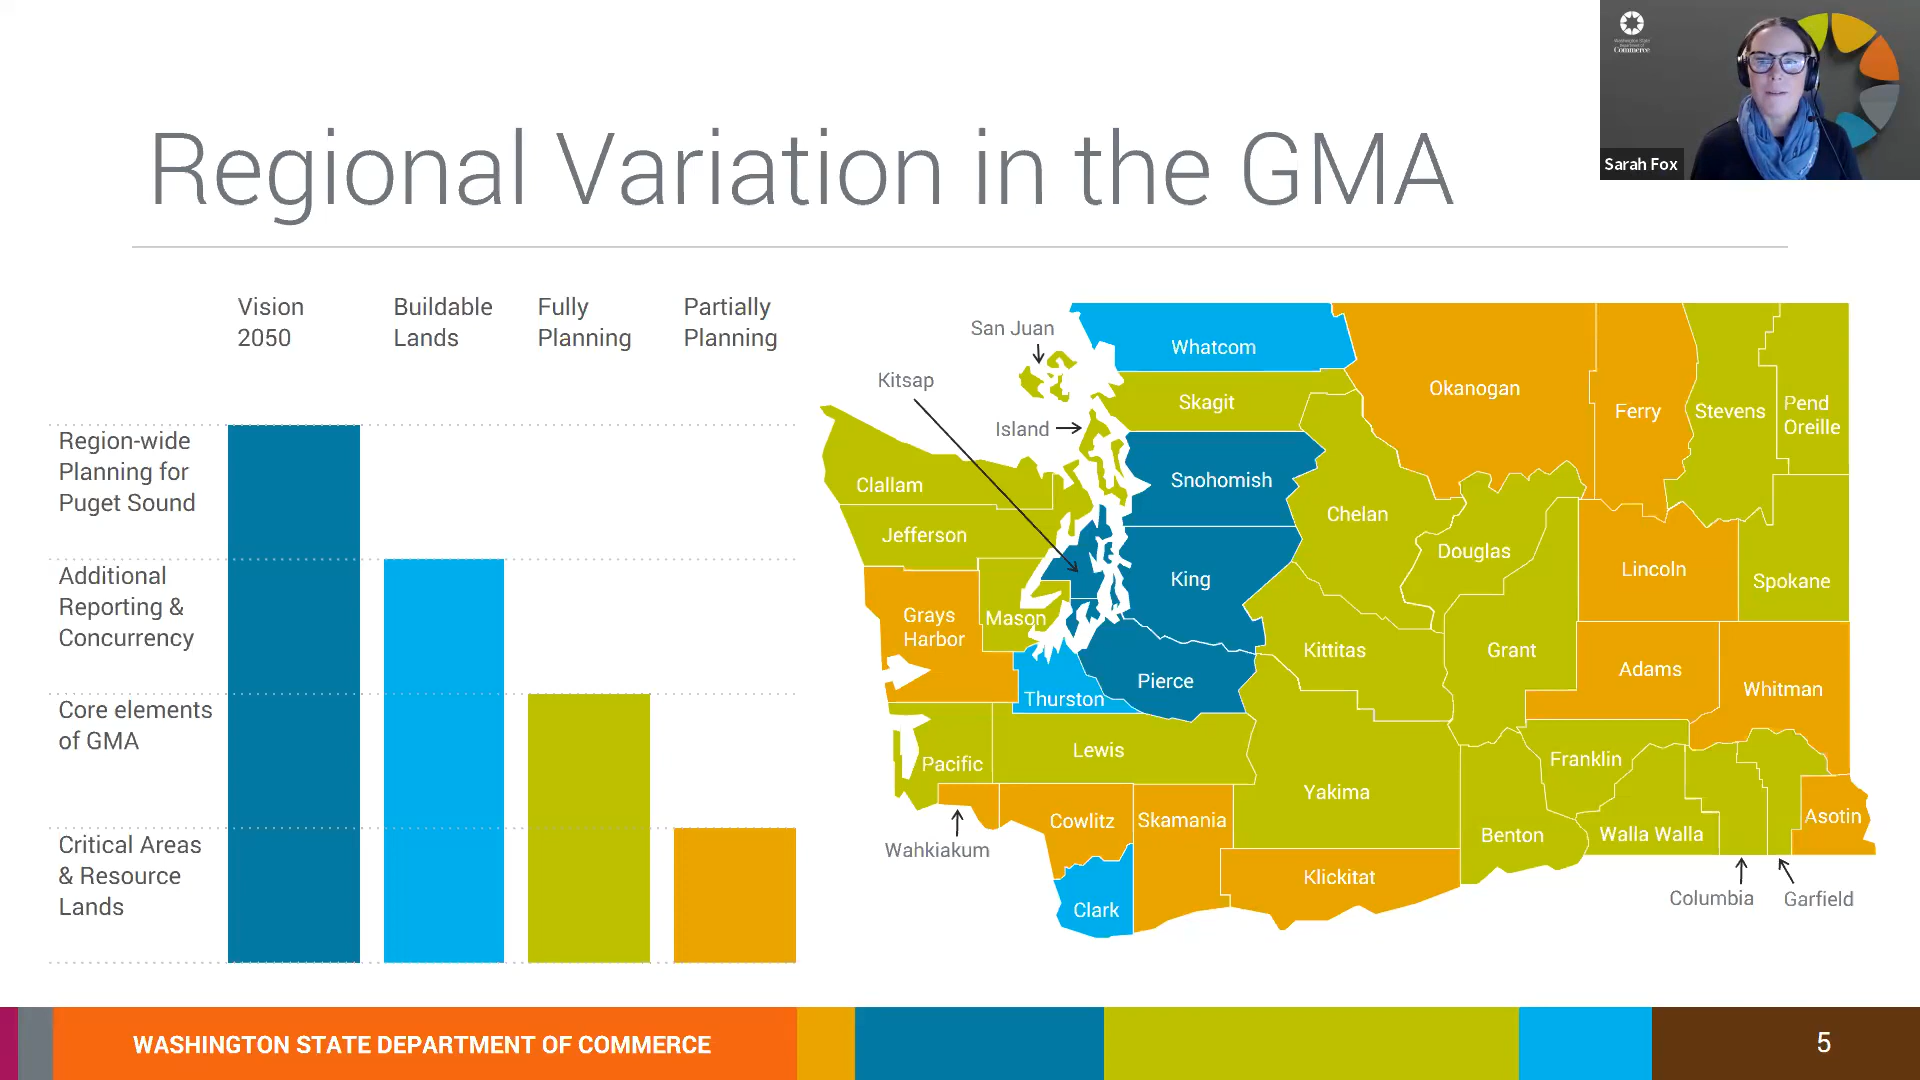 Regional Variation in the GMA
Commerce
Sarah Fox
Vision
2050
Buildable
Lands
Fully
Planning
Partially
Planning
Region-wide
Planning for
Puget Sound
Additional
Reporting &
Concurrency
Core elements
of GMA
Critical Areas
& Resource
Lands
San Juan
Kitsap
Island
Whatcom
Skagit
Snohomish
King
Pierce
Clallam
Jefferson
Grays
Harbor
Mason
Thurston
Pacific
Lewis
Wahkiakum
Cowlitz
Skamania
Clark
Okanogan
Ferry
Stevens
Pend
Oreille
Chelan
Douglas
Lincoln
Spokane
Kittitas
Grant
Adams
Whitman
Yakima
Franklin
Benton
Walla Walla
Asotin
Klickitat
Columbia
Garfield
WASHINGTON STATE DEPARTMENT OF COMMERCE
5